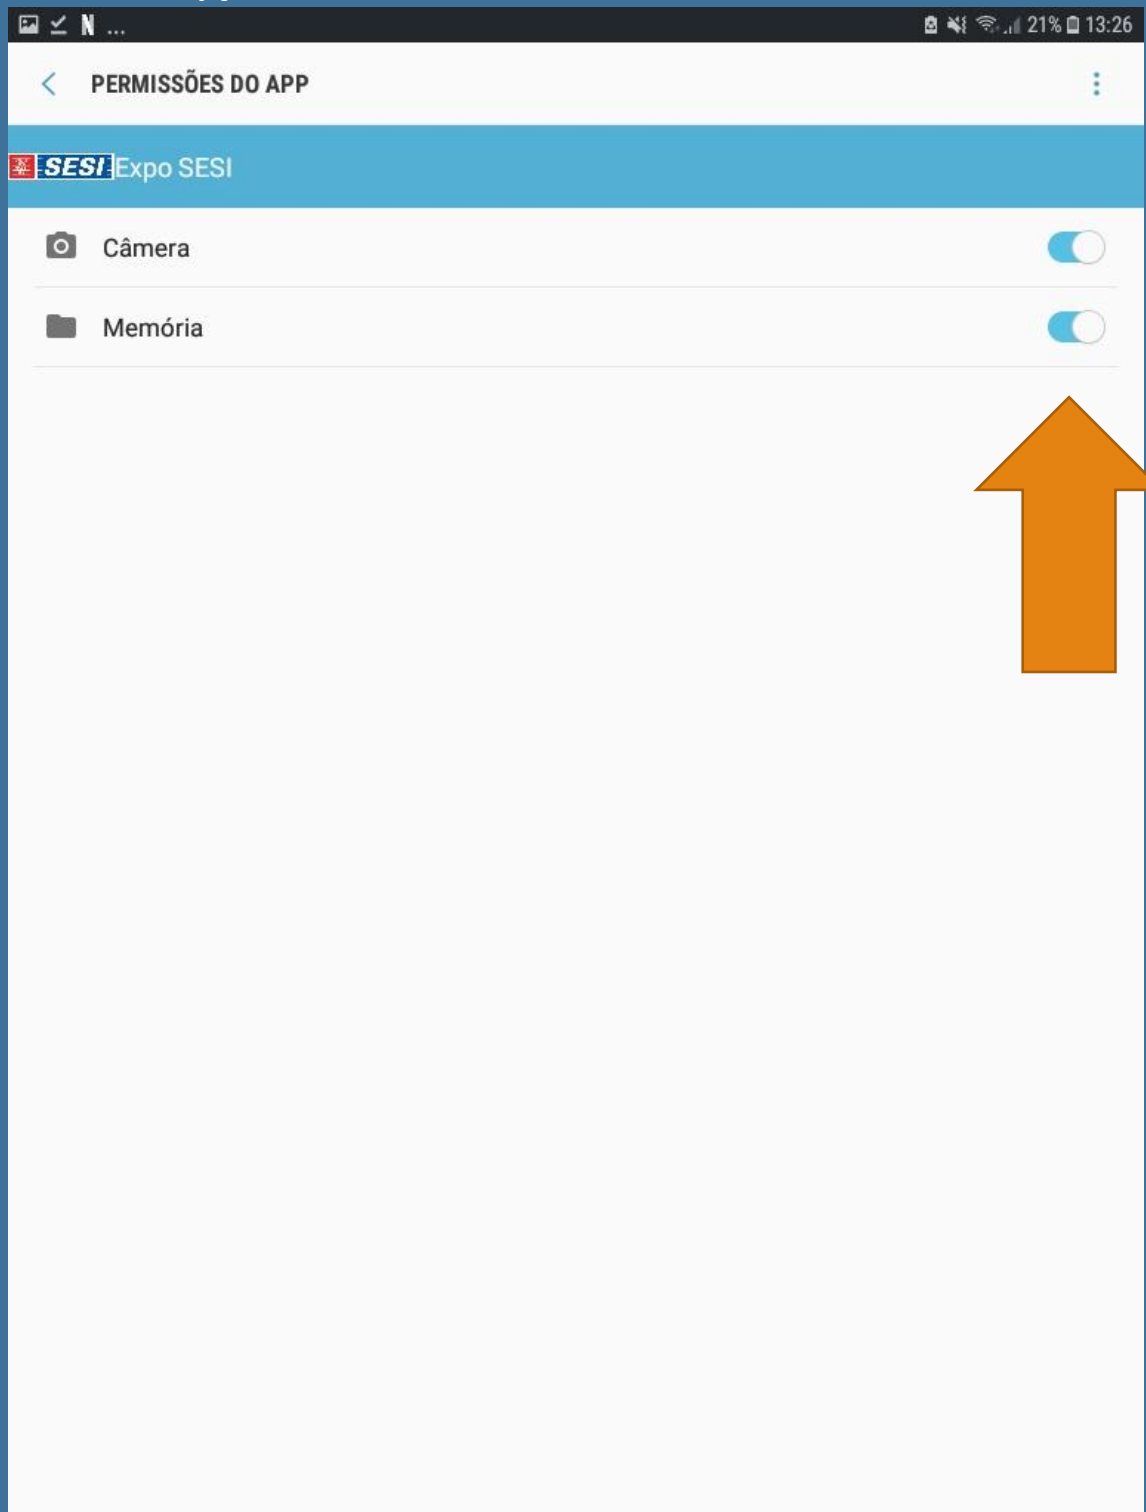 N ... 21% 13:26
PERMISSÕES DO APP
SESI Expo SESI
Câmera
Memória